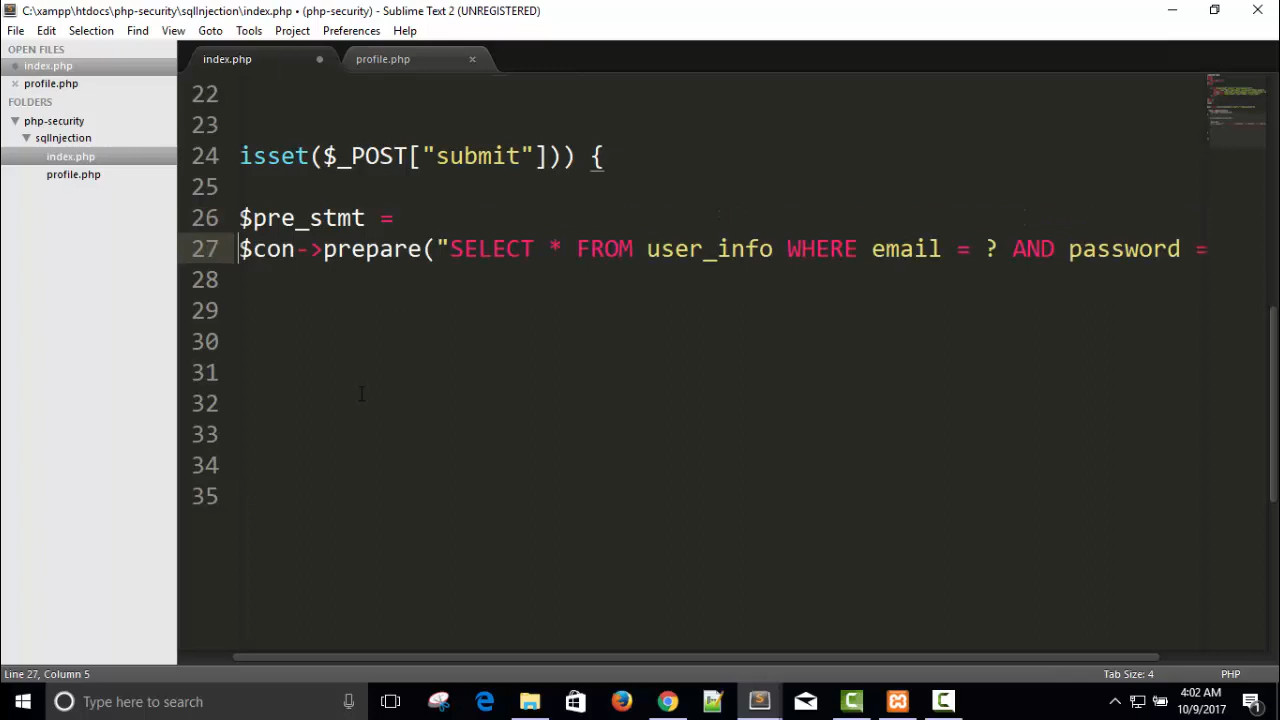 C:\xampp\htdocs\php-security\sqlInjection\index.php • (php-security) - Sublime Text 2 (UNREGISTERED)
File Edit Selection Find View Goto Tools Project Preferences Help
OPEN FILES
index.php
profile.php
FOLDERS
php-security
sqlInjection
index.php
profile.php
index.php
profile.php
22
23
24 isset($_POST["submit"])) {
25
26 $pre_stmt =
27 $con->prepare("SELECT * FROM user_info WHERE email = ? AND password =
28
29
30
31
32
33
34
35
Line 27, Column 5
Tab Size: 4
PHP
Type here to search
4:02 AM
10/9/2017
1